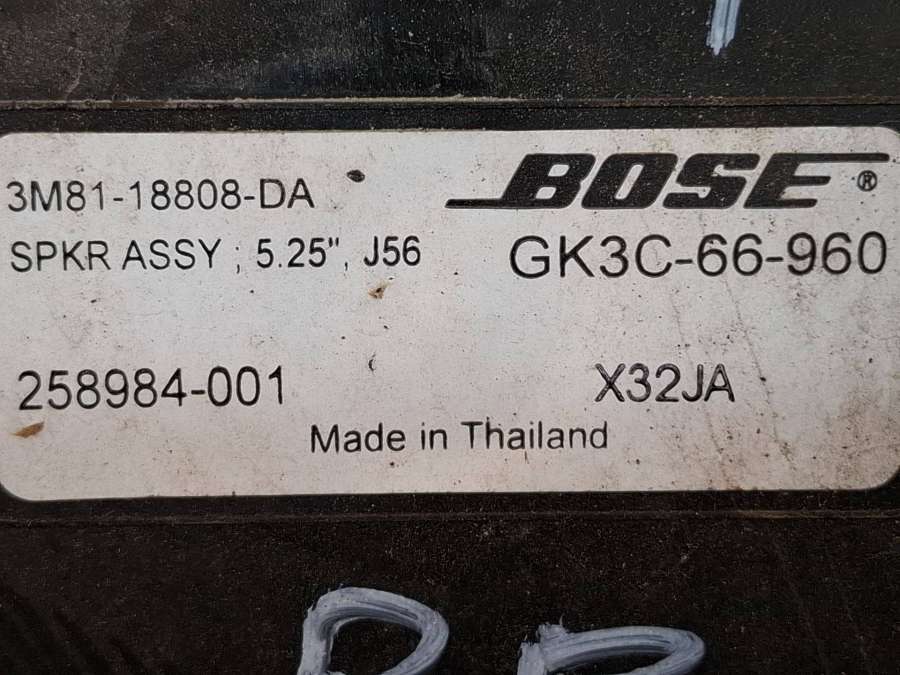 3M81-18808-DA BOSE®
SPKR ASSY ; 5.25", J56 GK3C-66-960
258984-001 X32JA
Made in Thailand